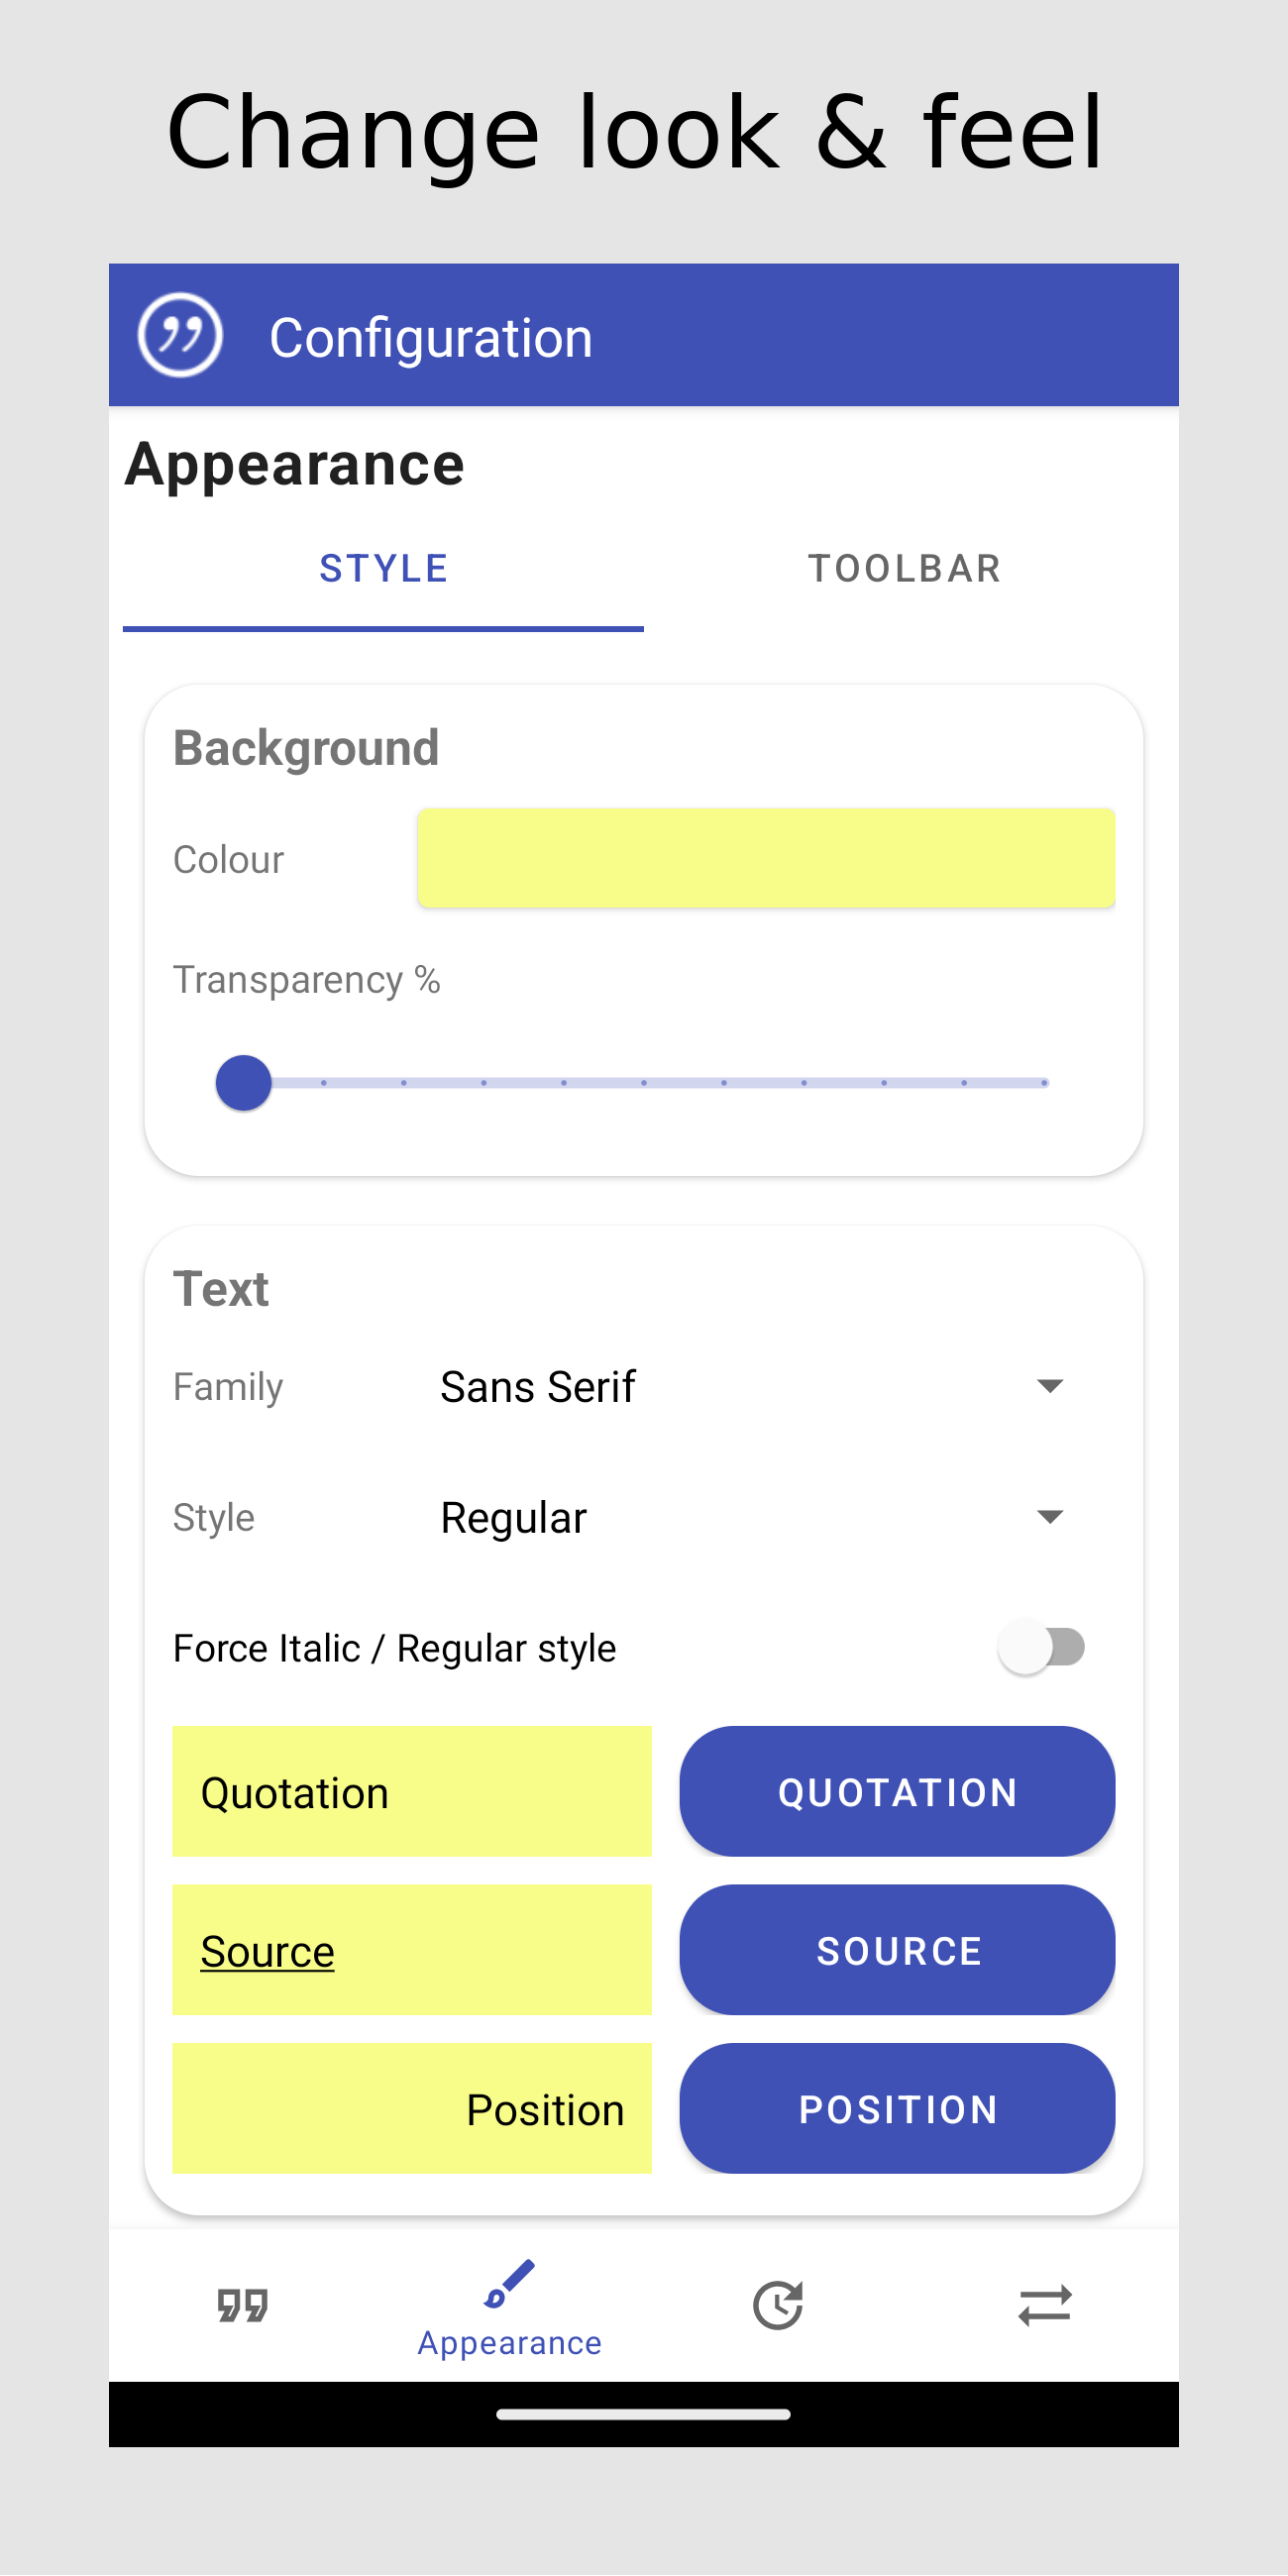 Change look & feel
Configuration
Appearance
STYLE TOOLBAR
Background
Colour
Transparency %
Text
Family Sans Serif
Style Regular
Force Italic / Regular style
Quotation QUOTATION
Source SOURCE
Position POSITION
Appearance